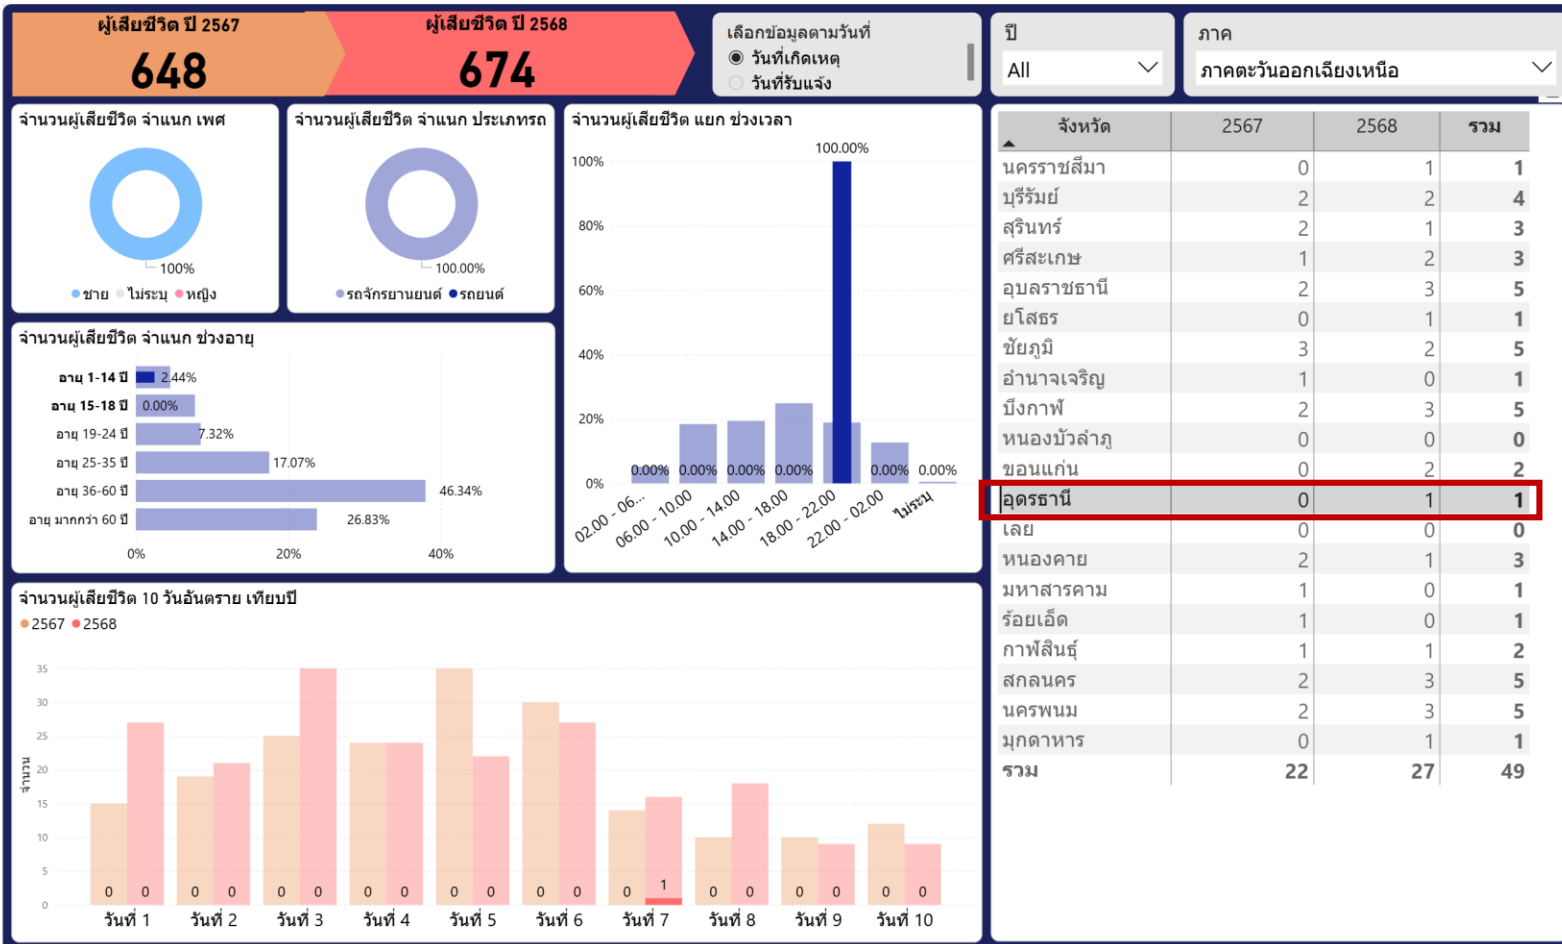 ผู้เสียชีวิต ปี 2567
648
ผู้เสียชีวิต ปี 2568
674
เลือกข้อมูลตามวันที่
วันที่เกิดเหตุ
วันที่รับแจ้ง
ปี
All
ภาค
ภาคตะวันออกเฉียงเหนือ
จำนวนผู้เสียชีวิต จำแนก เพศ
100%
ชาย ไม่ระบุ หญิง
จำนวนผู้เสียชีวิต จำแนก ประเภทรถ
100.00%
รถจักรยานยนต์ รถยนต์
จำนวนผู้เสียชีวิต แยก ช่วงเวลา
100.00%
100%
80%
60%
40%
20%
0%
0.00% 0.00% 0.00% 0.00% 0.00% 0.00%
02.00 - 06... 06.00 - 10.00 10.00 - 14.00 14.00 - 18.00 18.00 - 22.00 22.00 - 02.00 ไม่ระบุ
จำนวนผู้เสียชีวิต จำแนก ช่วงอายุ
อายุ 1-14 ปี 2.44%
อายุ 15-18 ปี 0.00%
อายุ 19-24 ปี 7.32%
อายุ 25-35 ปี 17.07%
อายุ 36-60 ปี 46.34%
อายุ มากกว่า 60 ปี 26.83%
0% 20% 40%
จำนวนผู้เสียชีวิต 10 วันอันตราย เทียบปี
2567 2568
จำนวน
35
30
25
20
15
10
5
0
0 0 0 0 0 0 0 0 0 0 0 0 0 1 0 0 0 0 0 0
วันที่ 1 วันที่ 2 วันที่ 3 วันที่ 4 วันที่ 5 วันที่ 6 วันที่ 7 วันที่ 8 วันที่ 9 วันที่ 10
จังหวัด 2567 2568 รวม
นครราชสีมา 0 1 1
บุรีรัมย์ 2 2 4
สุรินทร์ 2 1 3
ศรีสะเกษ 1 2 3
อุบลราชธานี 2 3 5
ยโสธร 0 1 1
ชัยภูมิ 3 2 5
อำนาจเจริญ 1 0 1
บึงกาฬ 2 3 5
หนองบัวลำภู 0 0 0
ขอนแก่น 0 2 2
อุดรธานี 0 1 1
เลย 0 0 0
หนองคาย 2 1 3
มหาสารคาม 1 0 1
ร้อยเอ็ด 1 0 1
กาฬสินธุ์ 1 1 2
สกลนคร 2 3 5
นครพนม 2 3 5
มุกดาหาร 0 1 1
รวม 22 27 49